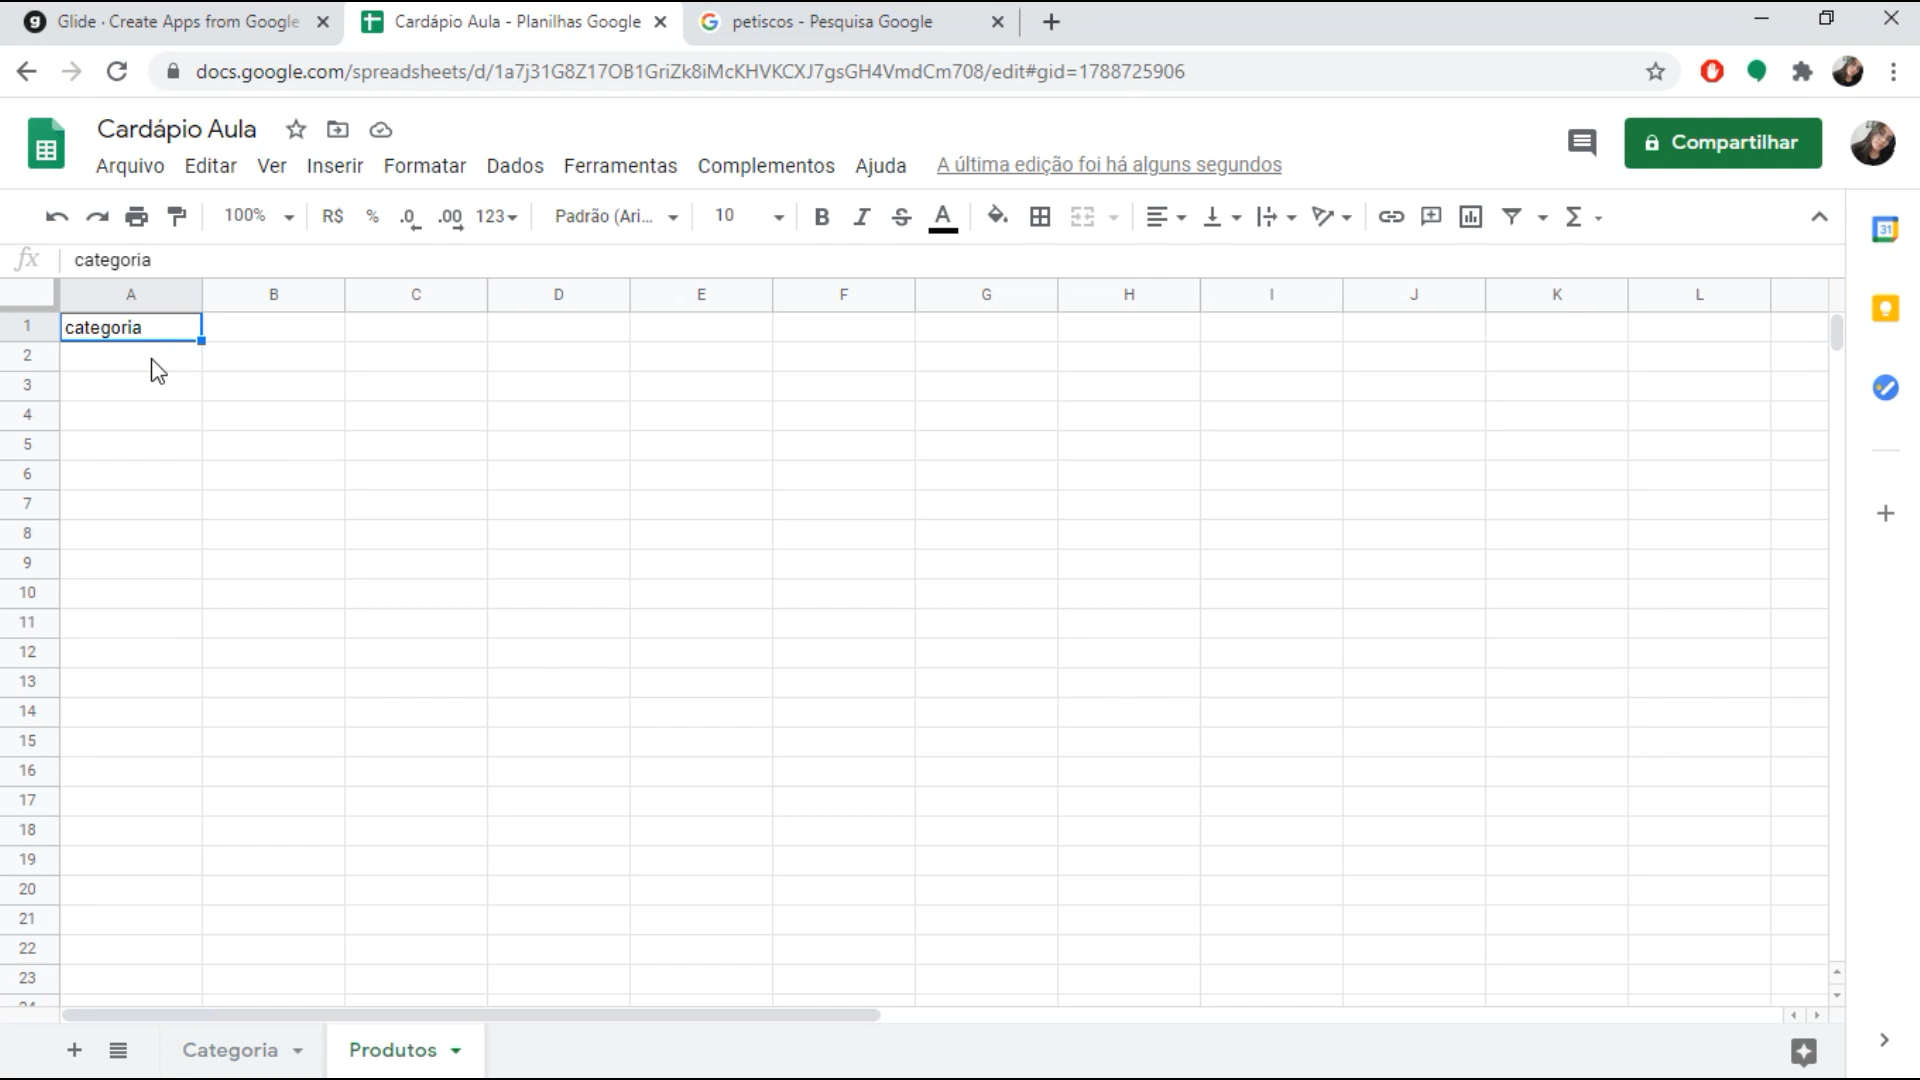 Glide · Create Apps from Google
Cardápio Aula - Planilhas Google
petiscos - Pesquisa Google
docs.google.com/spreadsheets/d/1a7j31G8Z17OB1GriZk8iMcKHVKCXJ7gsGH4VmdCm708/edit#gid=1788725906
Cardápio Aula
Compartilhar
Arquivo Editar Ver Inserir Formatar Dados Ferramentas Complementos Ajuda A última edição foi há alguns segundos
100% R$ % .0 .00 123 Padrão (Ari... 10 B I S A Σ
31
fx categoria
A B C D E F G H I J K L
1 categoria
2
3
4
5
6
7
8
9
10
11
12
13
14
15
16
17
18
19
20
21
22
23
24
Categoria Produtos